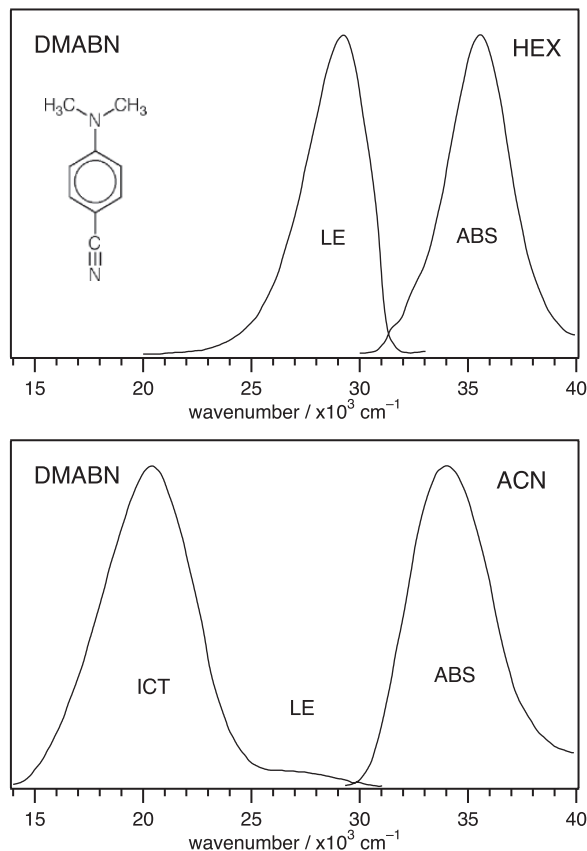 DMABN
HEX
H₃C CH₃
N
C
N
LE
ABS
15 20 25 30 35 40
wavenumber / x10³ cm⁻¹
DMABN
ACN
ICT
LE
ABS
15 20 25 30 35 40
wavenumber / x10³ cm⁻¹